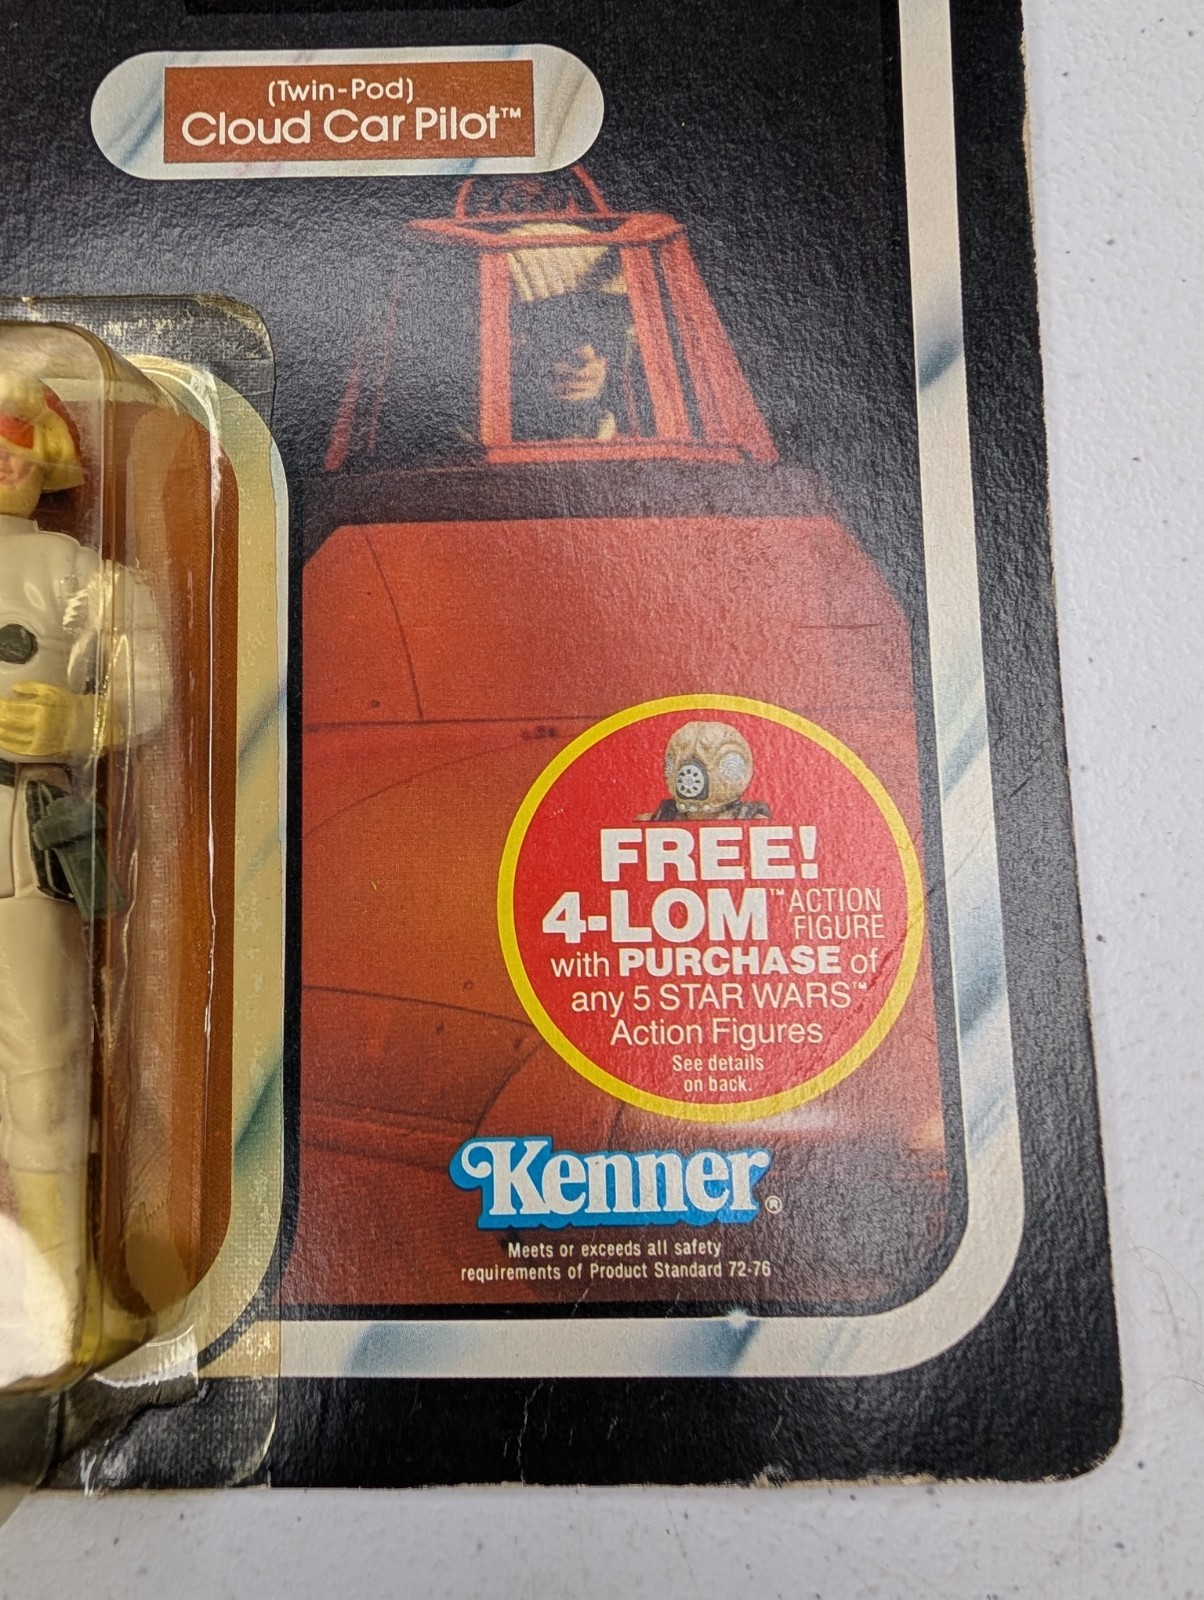 (Twin-Pod)
Cloud Car Pilot™
FREE!
4-LOM™ ACTION FIGURE
with PURCHASE of
any 5 STAR WARS™
Action Figures
See details
on back.
Kenner®
Meets or exceeds all safety
requirements of Product Standard 72-76